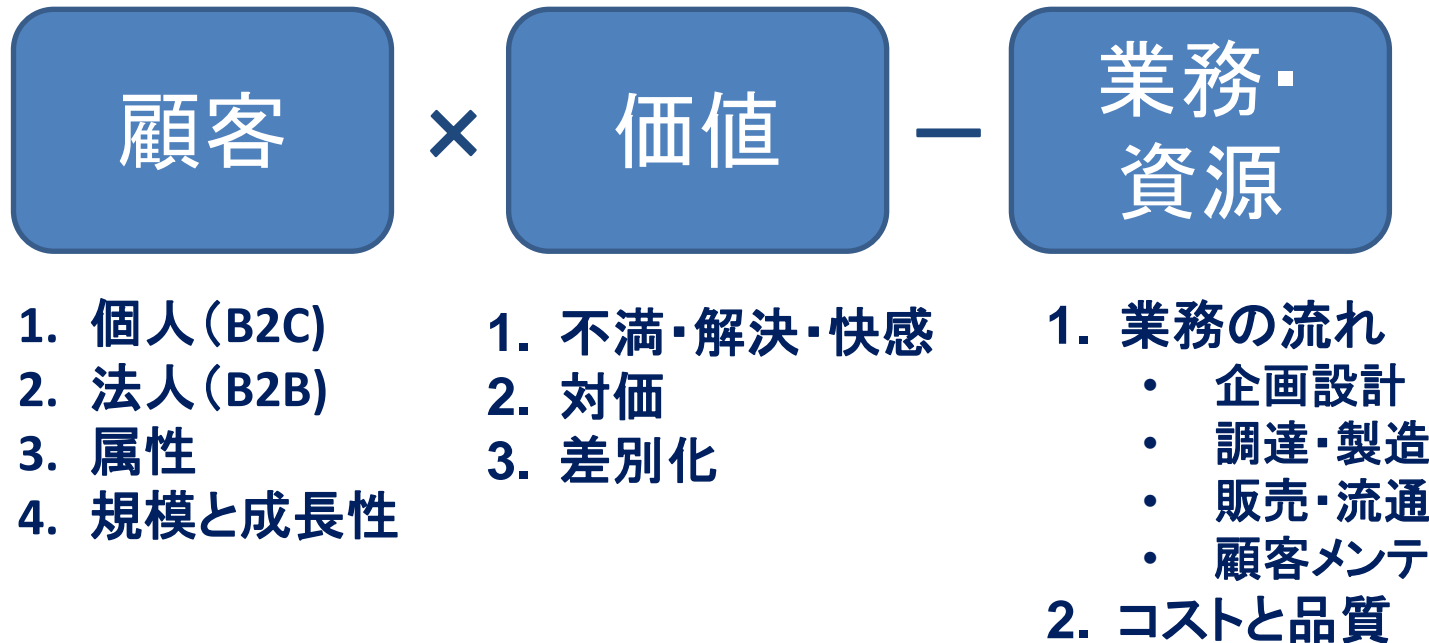 顧客
×
価値
－
業務・
資源
1. 個人（B2C)
2. 法人（B2B)
3. 属性
4. 規模と成長性
1. 不満・解決・快感
2. 対価
3. 差別化
1. 業務の流れ
• 企画設計
• 調達・製造
• 販売・流通
• 顧客メンテ
2. コストと品質